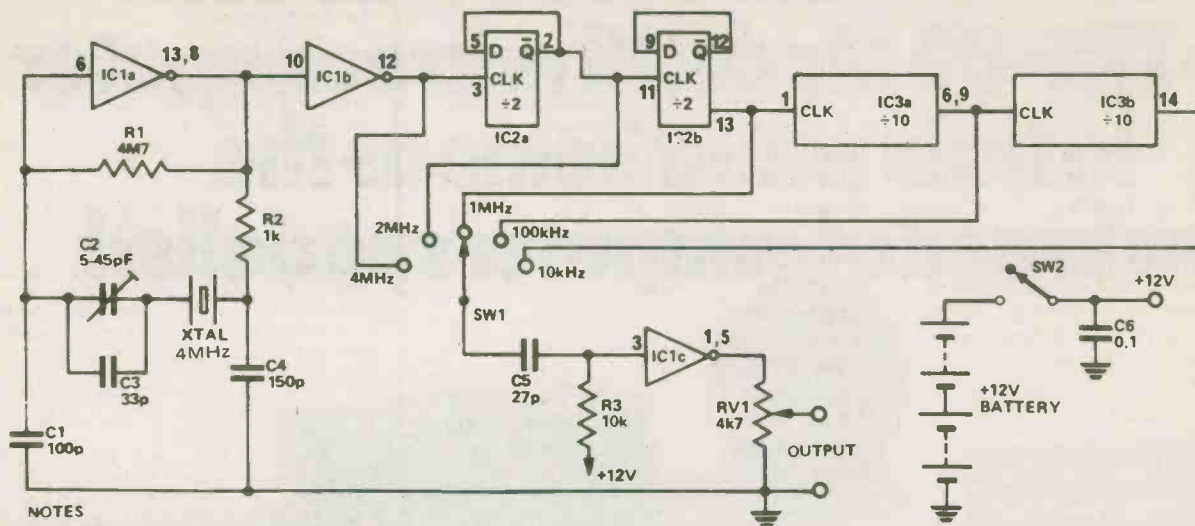 6
IC1a
13, 8
10
IC1b
12
5
D
Q̅
2
CLK
3
÷2
IC2a
9
D
Q̅
12
CLK
11
÷2
13
IC2b
1
CLK
IC3a
÷10
6,9
CLK
IC3b
÷10
14
R1
4M7
R2
1k
C2
5-45pF
XTAL
4MHz
C3
33p
C4
150p
C1
100p
4MHz
2MHz
1MHz
100kHz
10kHz
SW1
C5
27p
3
IC1c
1,5
R3
10k
+12V
RV1
4k7
OUTPUT
SW2
+12V
C6
0.1
+12V
BATTERY
NOTES